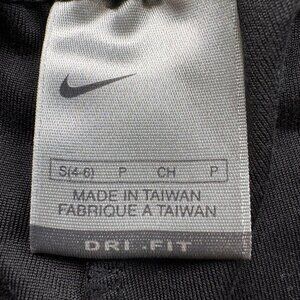 S(4-6) P CH P
MADE IN TAIWAN
FABRIQUE A TAIWAN
DRI-FIT